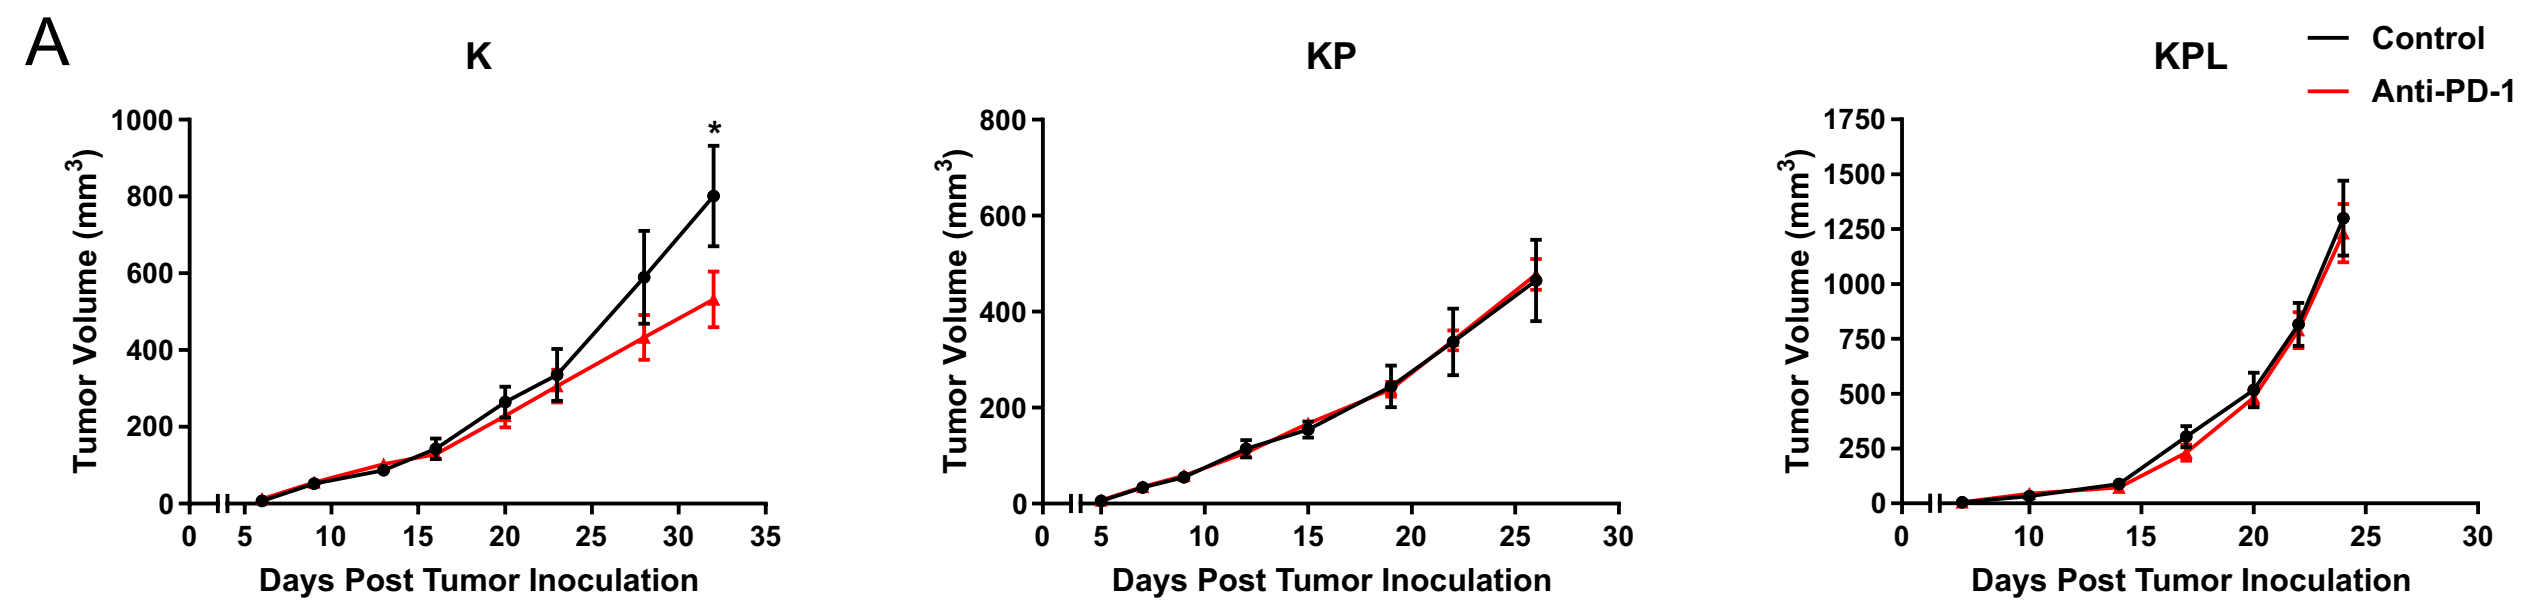 A
K
KP
KPL
Control
Anti-PD-1
Tumor Volume (mm³)
1000
800
600
400
200
0
*
0 5 10 15 20 25 30 35
Days Post Tumor Inoculation
Tumor Volume (mm³)
800
600
400
200
0
0 5 10 15 20 25 30
Days Post Tumor Inoculation
Tumor Volume (mm³)
1750
1500
1250
1000
750
500
250
0
0 10 15 20 25 30
Days Post Tumor Inoculation